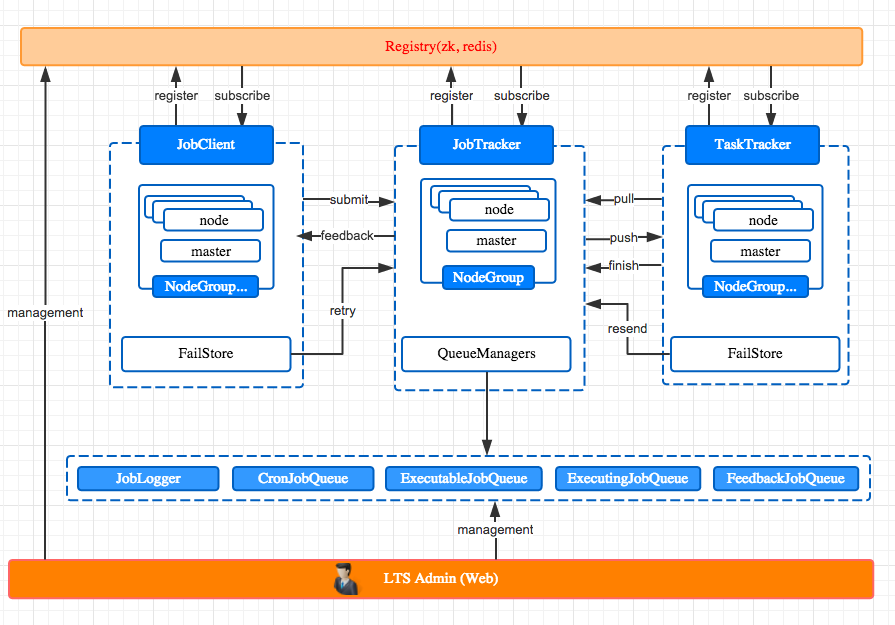 Registry(zk, redis)
register
subscribe
register
subscribe
register
subscribe
JobClient
JobTracker
TaskTracker
node
master
NodeGroup...
FailStore
submit
feedback
retry
node
master
NodeGroup
QueueManagers
pull
push
finish
resend
node
master
NodeGroup...
FailStore
management
JobLogger
CronJobQueue
ExecutableJobQueue
ExecutingJobQueue
FeedbackJobQueue
management
LTS Admin (Web)